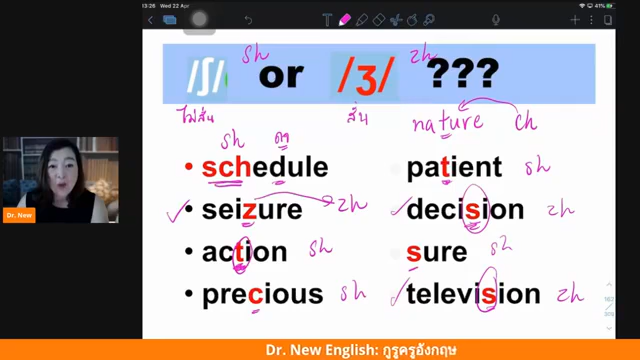 13:26 Wed 22 Apr
41%
sh zh
/ʃ/ or /ʒ/ ???
ไม่สั่น สั่น nature ch
sh
• schedule
patient sh
• seizure zh
decision zh
• action sh
sure sh
• precious sh
television zh
Dr. New
Dr. New English: กูรูครูอังกฤษ